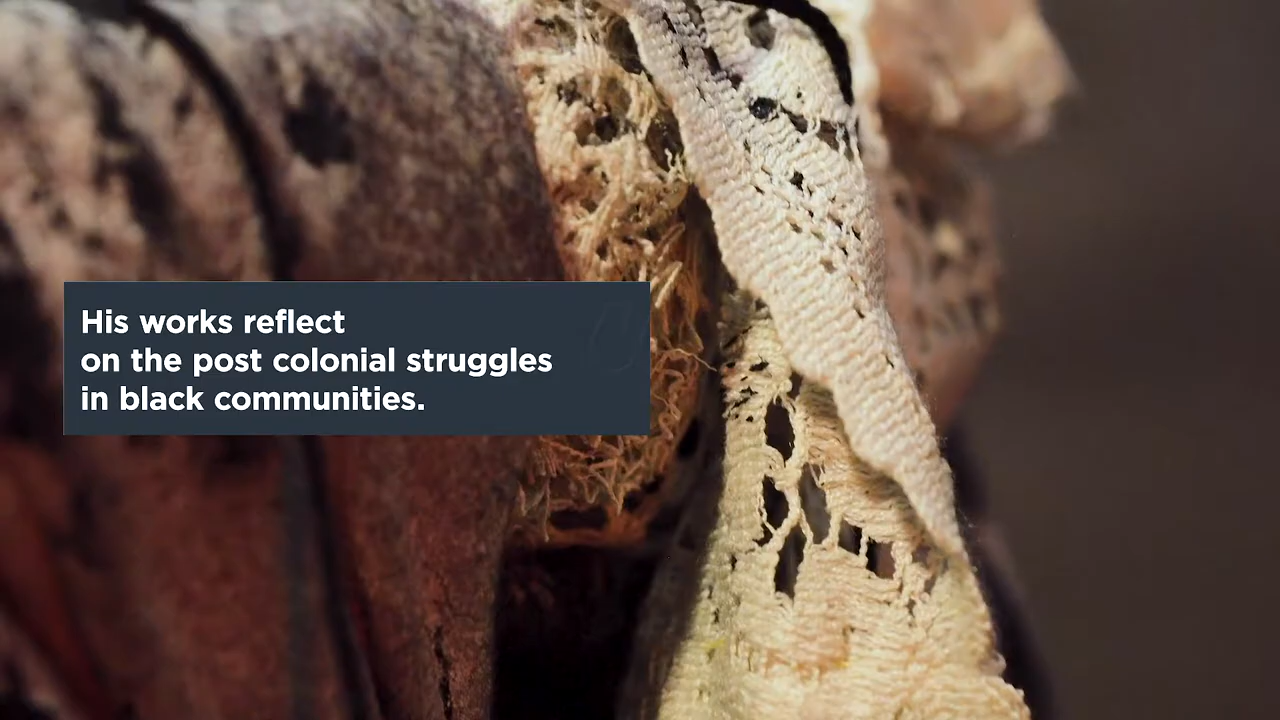 His works reflect
on the post colonial struggles
in black communities.